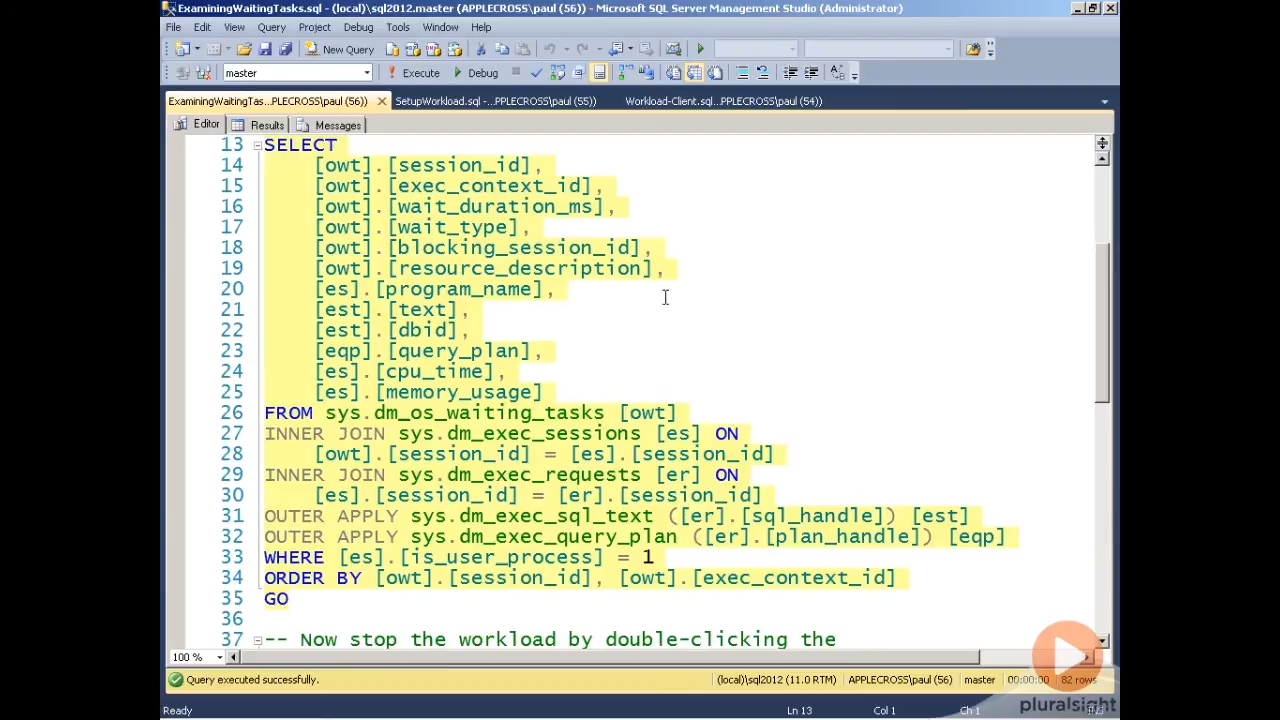 ExaminingWaitingTasks.sql - (local)\sql2012.master (APPLECROSS\paul (56)) - Microsoft SQL Server Management Studio (Administrator)
File Edit View Query Project Debug Tools Window Help
New Query
master Execute Debug
ExaminingWaitingTas...PLECROSS\paul (56)) SetupWorkload.sql -...PPLECROSS\paul (55)) Workload-Client.sql...PPLECROSS\paul (54))
Editor Results Messages
13 SELECT
14 [owt].[session_id],
15 [owt].[exec_context_id],
16 [owt].[wait_duration_ms],
17 [owt].[wait_type],
18 [owt].[blocking_session_id],
19 [owt].[resource_description],
20 [es].[program_name],
21 [est].[text],
22 [est].[dbid],
23 [eqp].[query_plan],
24 [es].[cpu_time],
25 [es].[memory_usage]
26 FROM sys.dm_os_waiting_tasks [owt]
27 INNER JOIN sys.dm_exec_sessions [es] ON
28 [owt].[session_id] = [es].[session_id]
29 INNER JOIN sys.dm_exec_requests [er] ON
30 [es].[session_id] = [er].[session_id]
31 OUTER APPLY sys.dm_exec_sql_text ([er].[sql_handle]) [est]
32 OUTER APPLY sys.dm_exec_query_plan ([er].[plan_handle]) [eqp]
33 WHERE [es].[is_user_process] = 1
34 ORDER BY [owt].[session_id], [owt].[exec_context_id]
35 GO
36
37 -- Now stop the workload by double-clicking the
100 %
Query executed successfully. (local)\sql2012 (11.0 RTM) APPLECROSS\paul (56) master 00:00:00 82 rows
pluralsight
Ready Ln 13 Col 1 Ch 1 INS